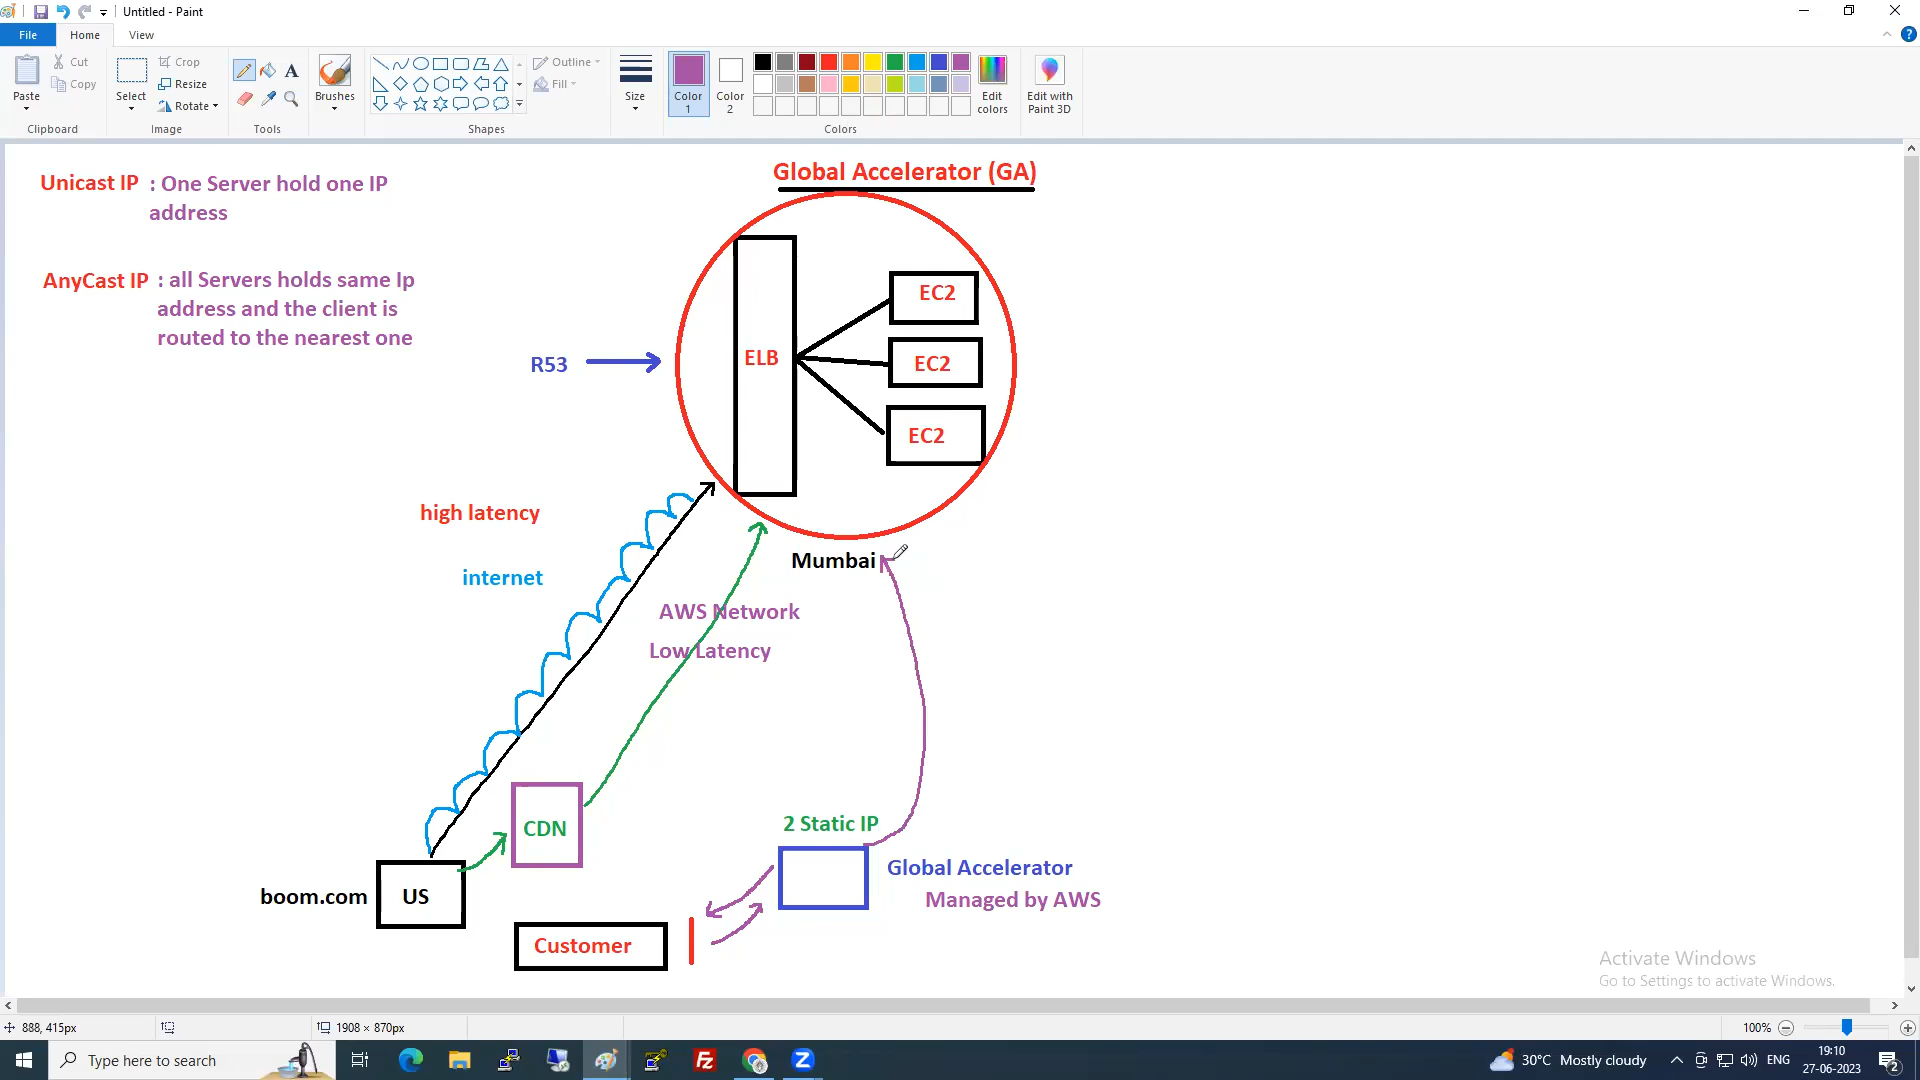 Untitled - Paint
File
Home
View
Paste
Cut
Copy
Clipboard
Select
Crop
Resize
Rotate
Image
Tools
Brushes
Shapes
Outline
Fill
Size
Color
1
Color
2
Edit
colors
Edit with
Paint 3D
Colors
Global Accelerator (GA)
Unicast IP : One Server hold one IP
address
AnyCast IP : all Servers holds same Ip
address and the client is
routed to the nearest one
R53
ELB
EC2
EC2
EC2
high latency
internet
Mumbai
AWS Network
Low Latency
CDN
2 Static IP
Global Accelerator
Managed by AWS
boom.com
US
Customer
Activate Windows
Go to Settings to activate Windows.
888, 415px
1908 × 870px
100%
Type here to search
30°C Mostly cloudy
ENG
19:10
27-06-2023
2